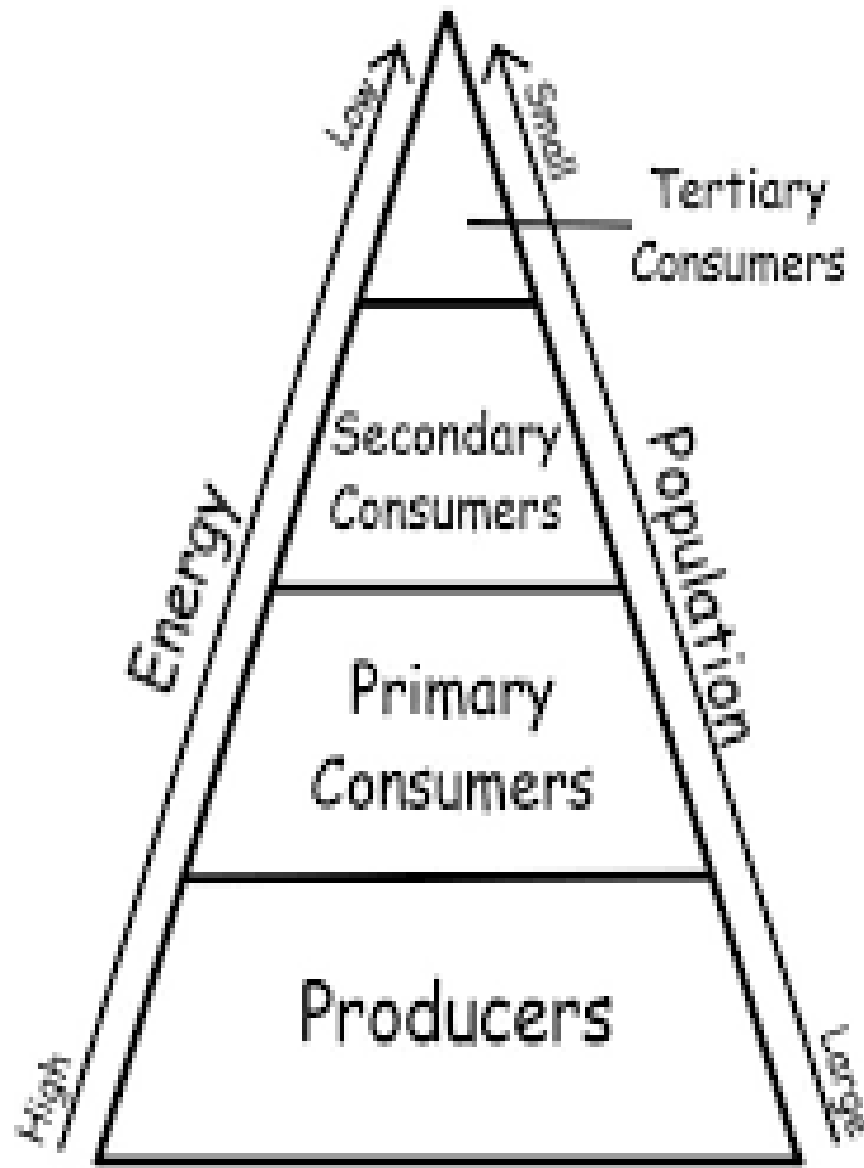 Low
Small
Tertiary
Consumers
Secondary
Consumers
Energy
Population
Primary
Consumers
Producers
High
Large